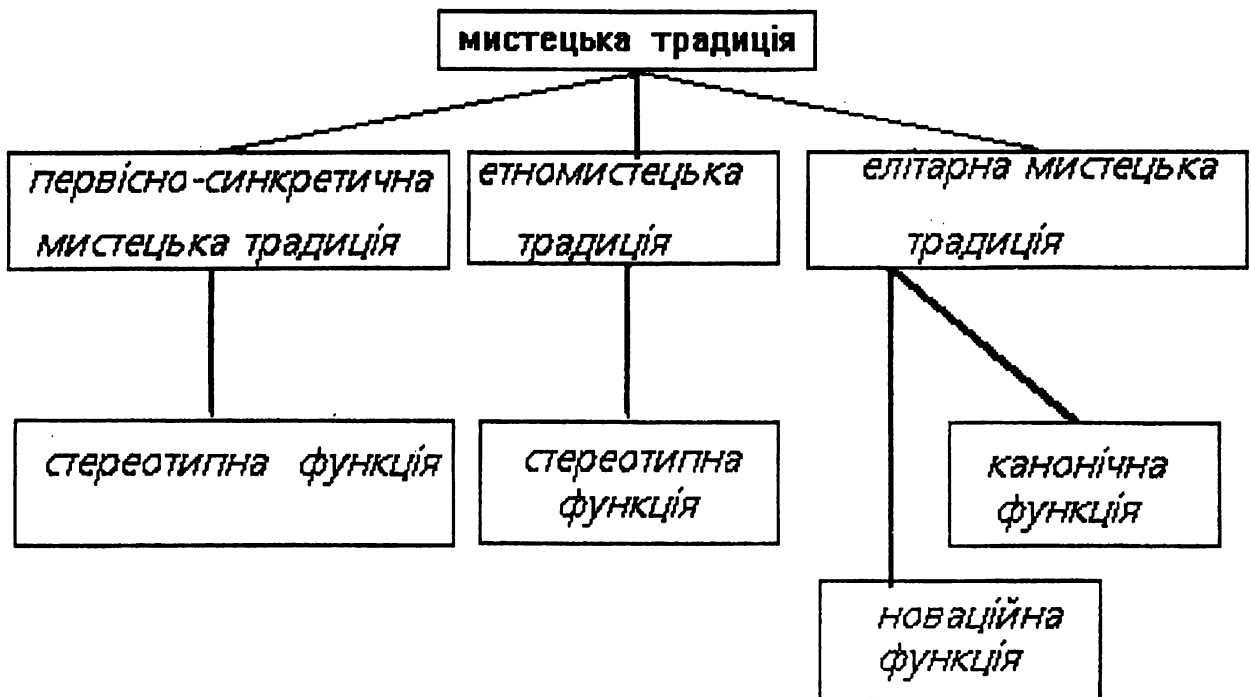 мистецька традиція
первісно-синкретична
мистецька традиція
етномистецька
традиція
елітарна мистецька
традиція
стереотипна функція
стереотипна
функція
канонічна
функція
новаційна
функція